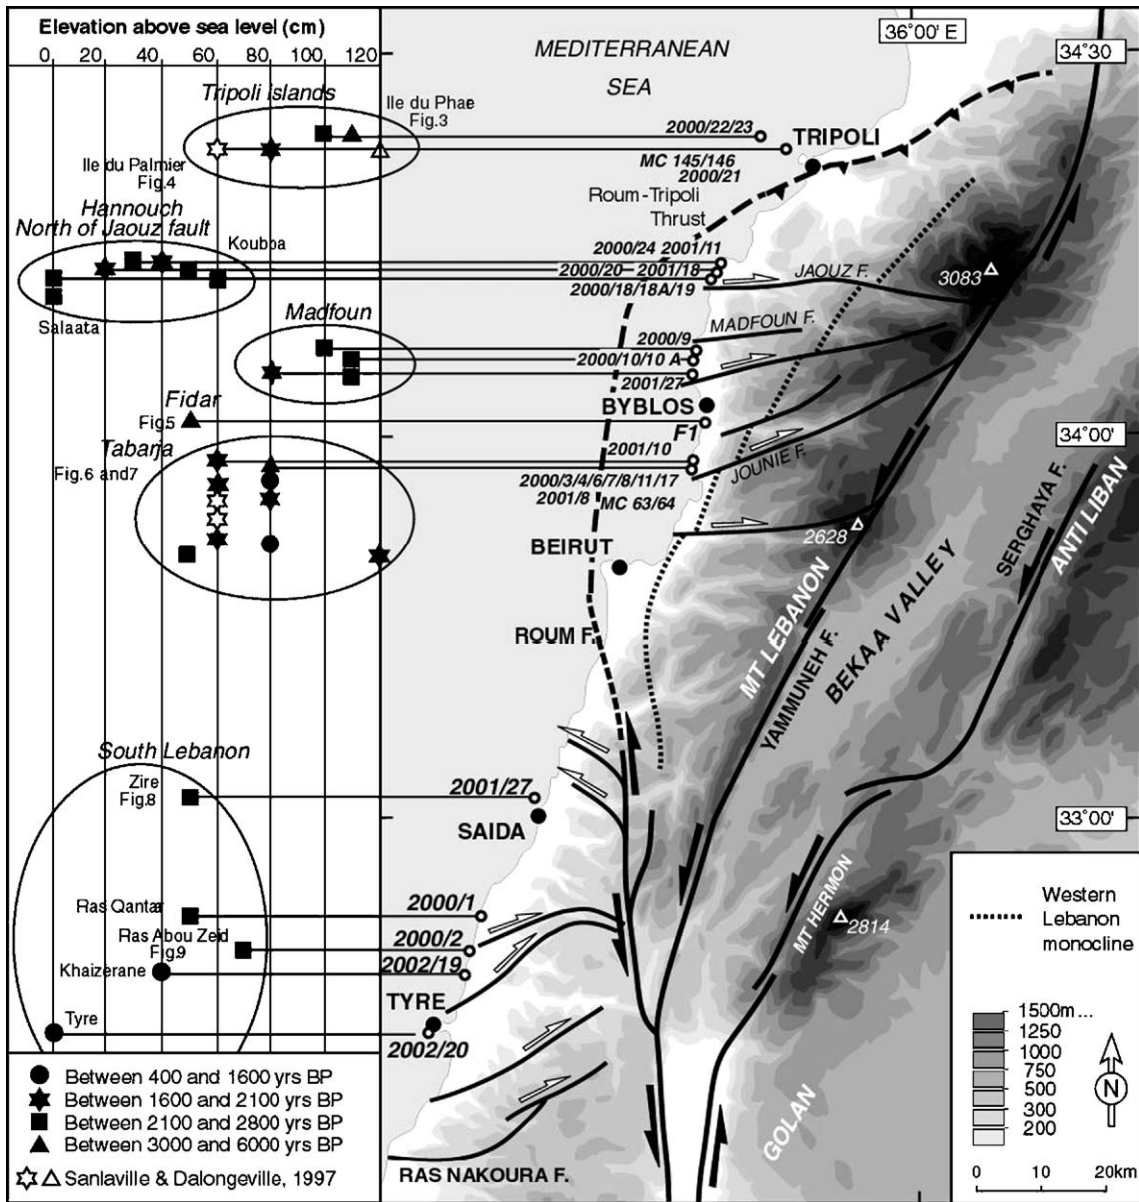 Elevation above sea level (cm)
0 20 40 60 80 100 120
Tripoli islands
Ile du Phare
Fig.3
Ile du Palmier
Fig.4
Hannouch
North of Jaouz fault
Koubba
Salaata
Madfoun
Fidar
Fig.5
Tabarja
Fig.6 and7
South Lebanon
Zire
Fig.8
Ras Qantar
Ras Abou Zeid
Fig.9
Khaizerane
Tyre
Between 400 and 1600 yrs BP
Between 1600 and 2100 yrs BP
Between 2100 and 2800 yrs BP
Between 3000 and 6000 yrs BP
Sanlaville & Dalongeville, 1997
MEDITERRANEAN
SEA
36°00' E
34°30
2000/22/23
TRIPOLI
MC 145/146
2000/21
Roum-Tripoli
Thrust
2000/24 2001/11
2000/20 2001/18
2000/18/18A/19
JAOUZ F.
3083
MADFOUN F.
2000/9
2000/10/10 A
2001/27
BYBLOS
F1
34°00'
2001/10
JOUNIE F.
2000/3/4/6/7/8/11/17
2001/8 MC 63/64
2628
BEIRUT
SERGHAYA F.
ANTI LIBAN
ROUM F.
MT LEBANON
YAMMUNEH F.
BEKAA VALLEY
2001/27
SAIDA
33°00'
2000/1
2000/2
2002/19
MT HERMON
2814
TYRE
2002/20
GOLAN
RAS NAKOURA F.
Western
Lebanon
monocline
1500m...
1250
1000
750
500
300
200
N
0 10 20km